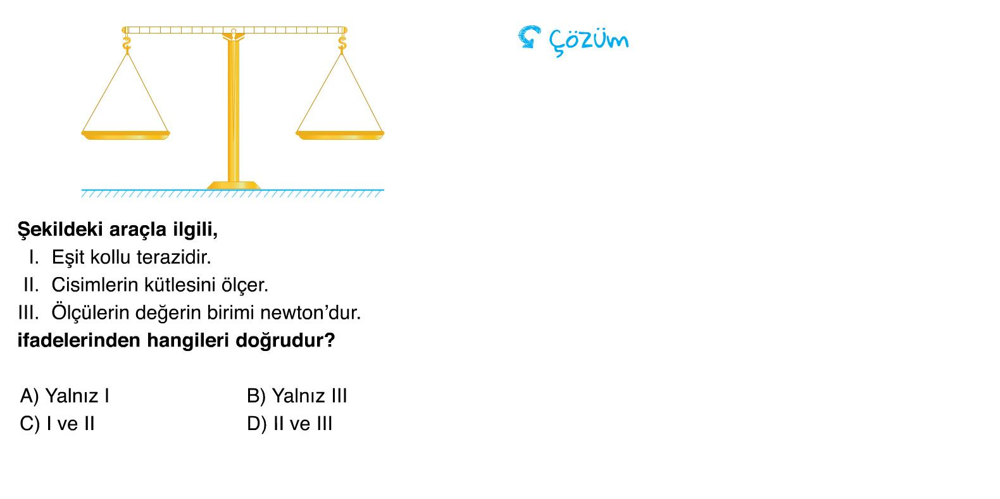 Çözüm
Şekildeki araçla ilgili,
I. Eşit kollu terazidir.
II. Cisimlerin kütlesini ölçer.
III. Ölçülerin değerin birimi newton’dur.
ifadelerinden hangileri doğrudur?
A) Yalnız I B) Yalnız III
C) I ve II D) II ve III